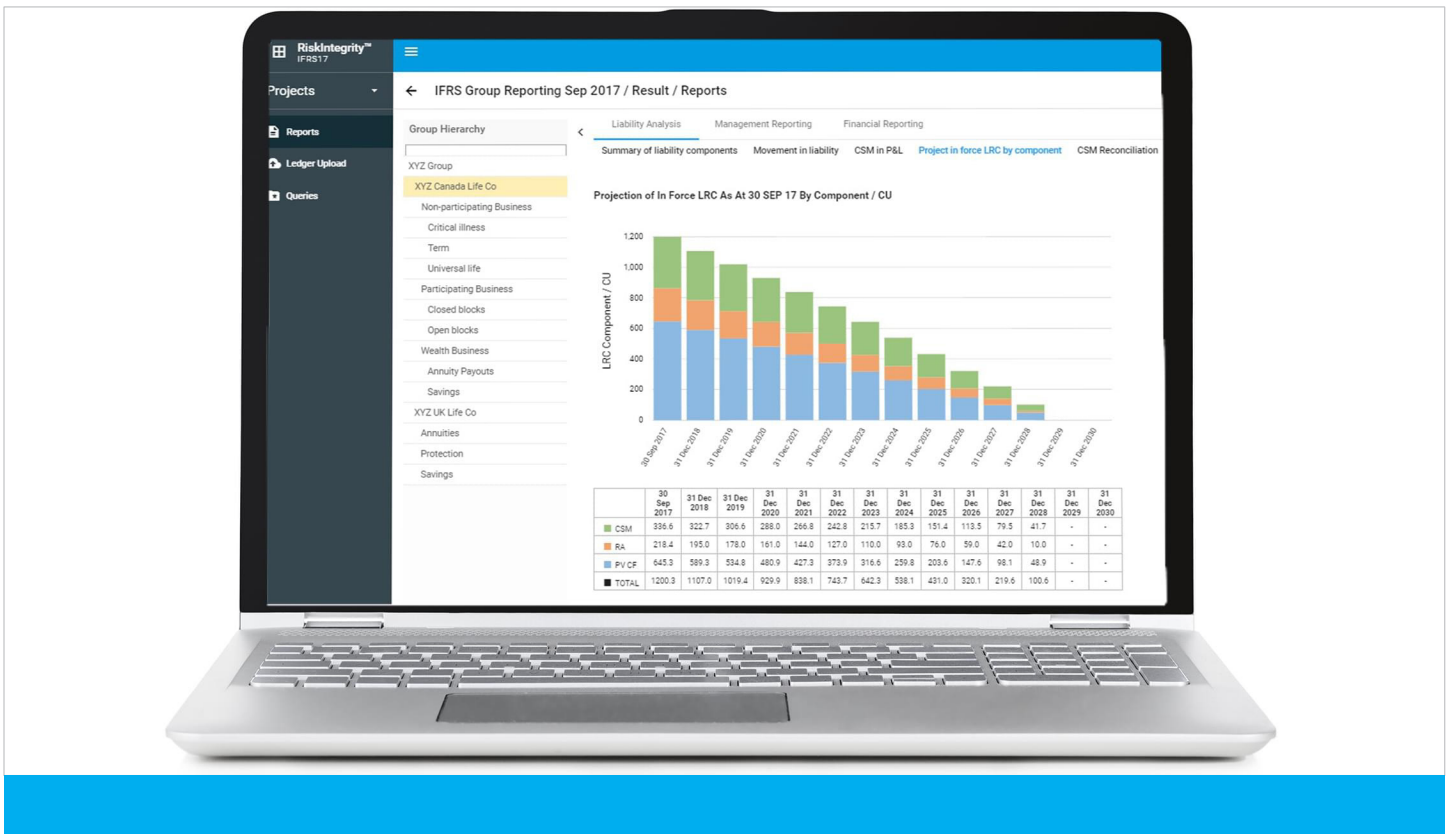 RiskIntegrity™
IFRS17
Projects
IFRS Group Reporting Sep 2017 / Result / Reports
Reports
Ledger Upload
Queries
Group Hierarchy
XYZ Group
XYZ Canada Life Co
Non-participating Business
Critical illness
Term
Universal life
Participating Business
Closed blocks
Open blocks
Wealth Business
Annuity Payouts
Savings
XYZ UK Life Co
Annuities
Protection
Savings
Liability Analysis Management Reporting Financial Reporting
Summary of liability components Movement in liability CSM in P&L Project in force LRC by component CSM Reconciliation
Projection of In Force LRC As At 30 SEP 17 By Component / CU
LRC Component / CU
1,200
1,000
800
600
400
200
0
30 Sep 2017 31 Dec 2018 31 Dec 2019 31 Dec 2020 31 Dec 2021 31 Dec 2022 31 Dec 2023 31 Dec 2024 31 Dec 2025 31 Dec 2026 31 Dec 2027 31 Dec 2028 31 Dec 2029 31 Dec 2030
30 Sep 2017 31 Dec 2018 31 Dec 2019 31 Dec 2020 31 Dec 2021 31 Dec 2022 31 Dec 2023 31 Dec 2024 31 Dec 2025 31 Dec 2026 31 Dec 2027 31 Dec 2028 31 Dec 2029 31 Dec 2030
CSM 336.6 322.7 306.6 288.0 266.8 242.8 215.7 185.3 151.4 113.5 79.5 41.7 - -
RA 218.4 195.0 178.0 161.0 144.0 127.0 110.0 93.0 76.0 59.0 42.0 10.0 - -
PV CF 645.3 589.3 534.8 480.9 427.3 373.9 316.6 259.8 203.6 147.6 98.1 48.9 - -
TOTAL 1200.3 1107.0 1019.4 929.9 838.1 743.7 642.3 538.1 431.0 320.1 219.6 100.6 - -